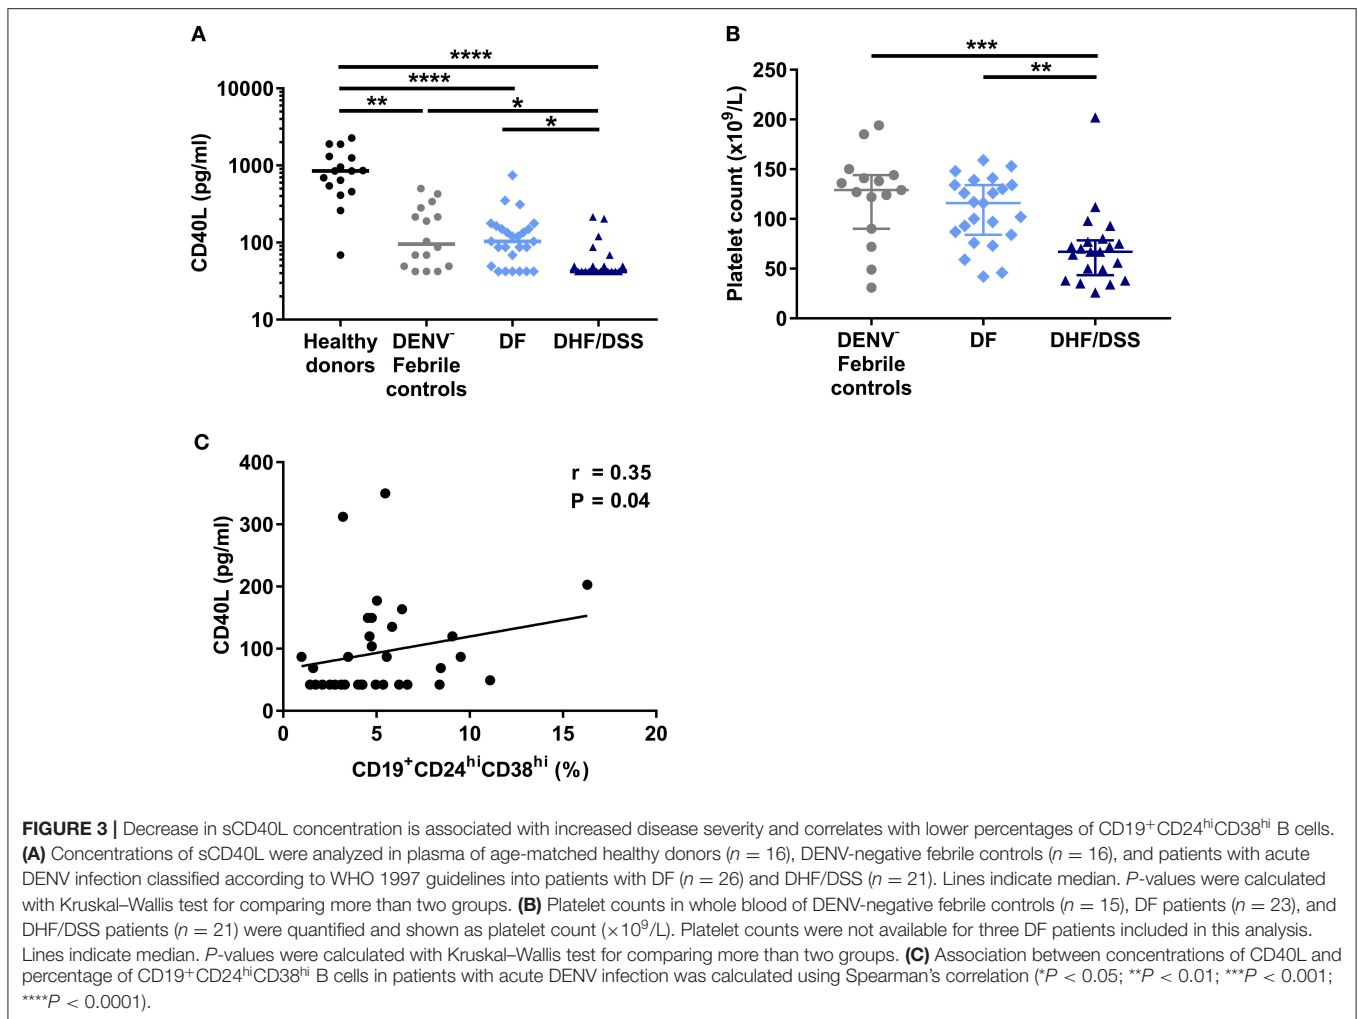 A
****
****
**
*
*
CD40L (pg/ml)
10000
1000
100
10
Healthy donors
DENV⁻ Febrile controls
DF
DHF/DSS
B
***
**
Platelet count (x10⁹/L)
250
200
150
100
50
0
DENV⁻ Febrile controls
DF
DHF/DSS
C
r = 0.35
P = 0.04
CD40L (pg/ml)
400
300
200
100
0
0 5 10 15 20
CD19⁺CD24ʰⁱCD38ʰⁱ (%)
FIGURE 3 | Decrease in sCD40L concentration is associated with increased disease severity and correlates with lower percentages of CD19⁺CD24ʰⁱCD38ʰⁱ B cells.
(A) Concentrations of sCD40L were analyzed in plasma of age-matched healthy donors (n = 16), DENV-negative febrile controls (n = 16), and patients with acute
DENV infection classified according to WHO 1997 guidelines into patients with DF (n = 26) and DHF/DSS (n = 21). Lines indicate median. P-values were calculated
with Kruskal–Wallis test for comparing more than two groups. (B) Platelet counts in whole blood of DENV-negative febrile controls (n = 15), DF patients (n = 23), and
DHF/DSS patients (n = 21) were quantified and shown as platelet count (×10⁹/L). Platelet counts were not available for three DF patients included in this analysis.
Lines indicate median. P-values were calculated with Kruskal–Wallis test for comparing more than two groups. (C) Association between concentrations of CD40L and
percentage of CD19⁺CD24ʰⁱCD38ʰⁱ B cells in patients with acute DENV infection was calculated using Spearman's correlation (*P < 0.05; **P < 0.01; ***P < 0.001;
****P < 0.0001).